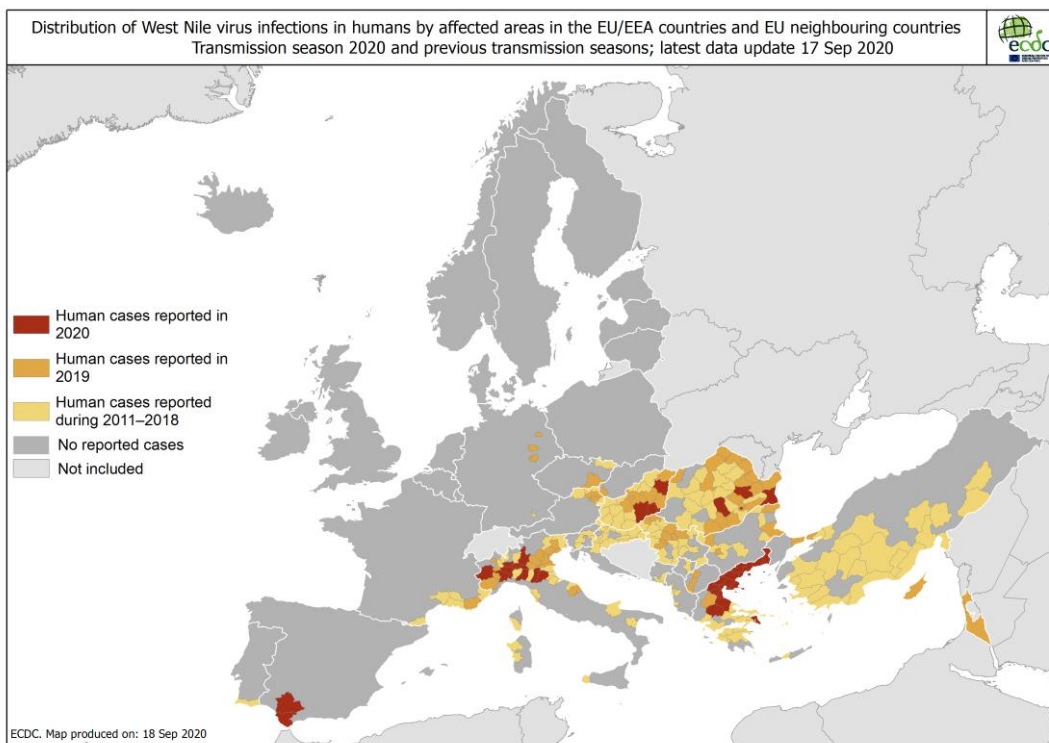 Distribution of West Nile virus infections in humans by affected areas in the EU/EEA countries and EU neighbouring countries
Transmission season 2020 and previous transmission seasons; latest data update 17 Sep 2020
ecdc
Human cases reported in
2020
Human cases reported in
2019
Human cases reported
during 2011–2018
No reported cases
Not included
ECDC. Map produced on: 18 Sep 2020